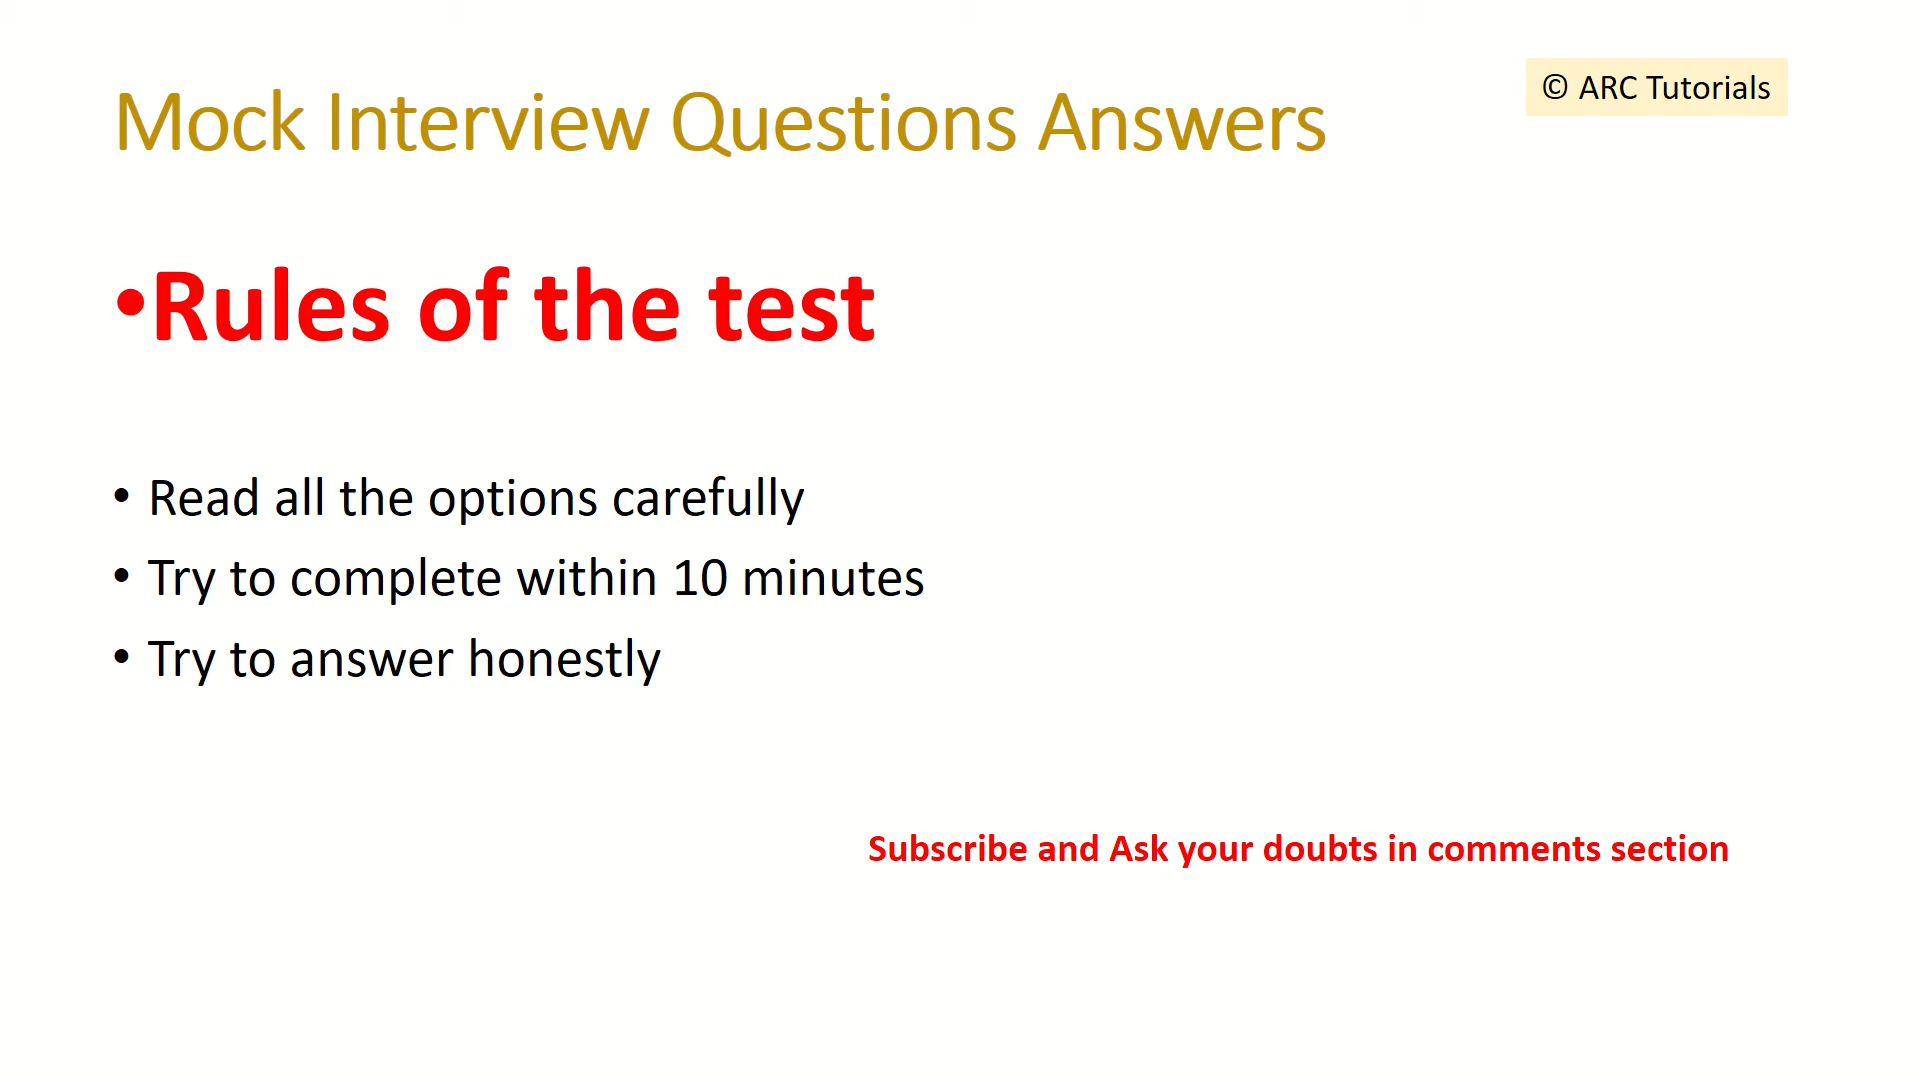 Mock Interview Questions Answers
© ARC Tutorials
•Rules of the test
• Read all the options carefully
• Try to complete within 10 minutes
• Try to answer honestly
Subscribe and Ask your doubts in comments section